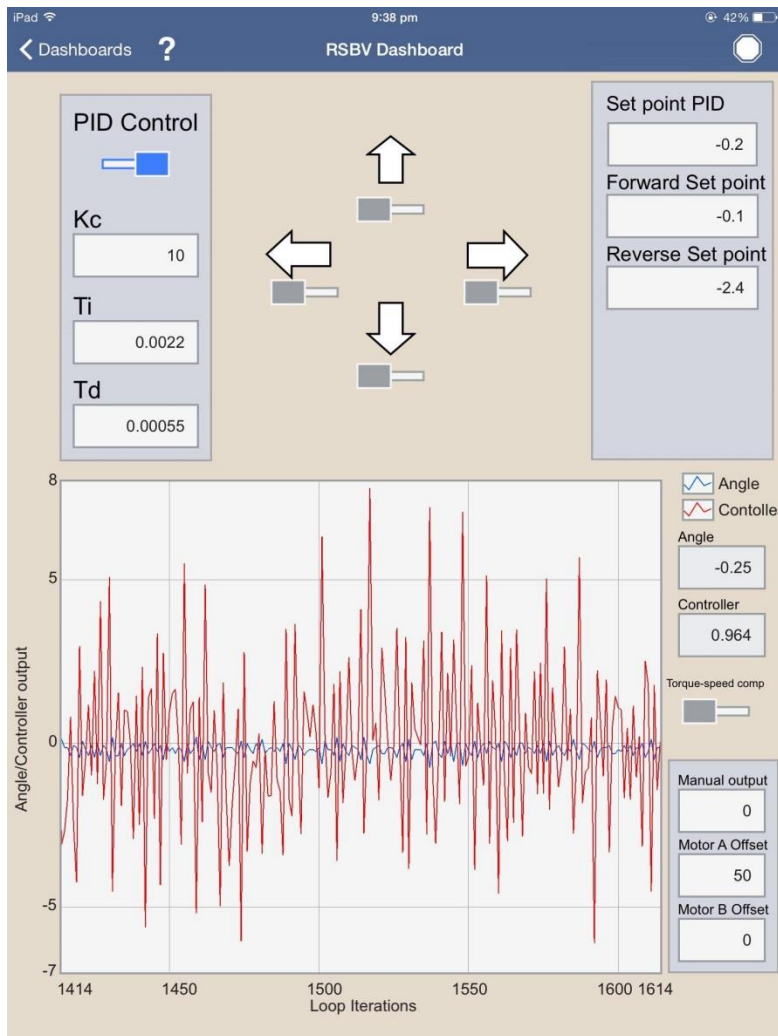 iPad 9:38 pm 42%
Dashboards ? RSBV Dashboard
PID Control
Kc
10
Ti
0.0022
Td
0.00055
Set point PID
-0.2
Forward Set point
-0.1
Reverse Set point
-2.4
8
5
0
-5
-7
Angle/Controller output
1414 1450 1500 1550 1600 1614
Loop Iterations
Angle
Contolle
Angle
-0.25
Controller
0.964
Torque-speed comp
Manual output
0
Motor A Offset
50
Motor B Offset
0